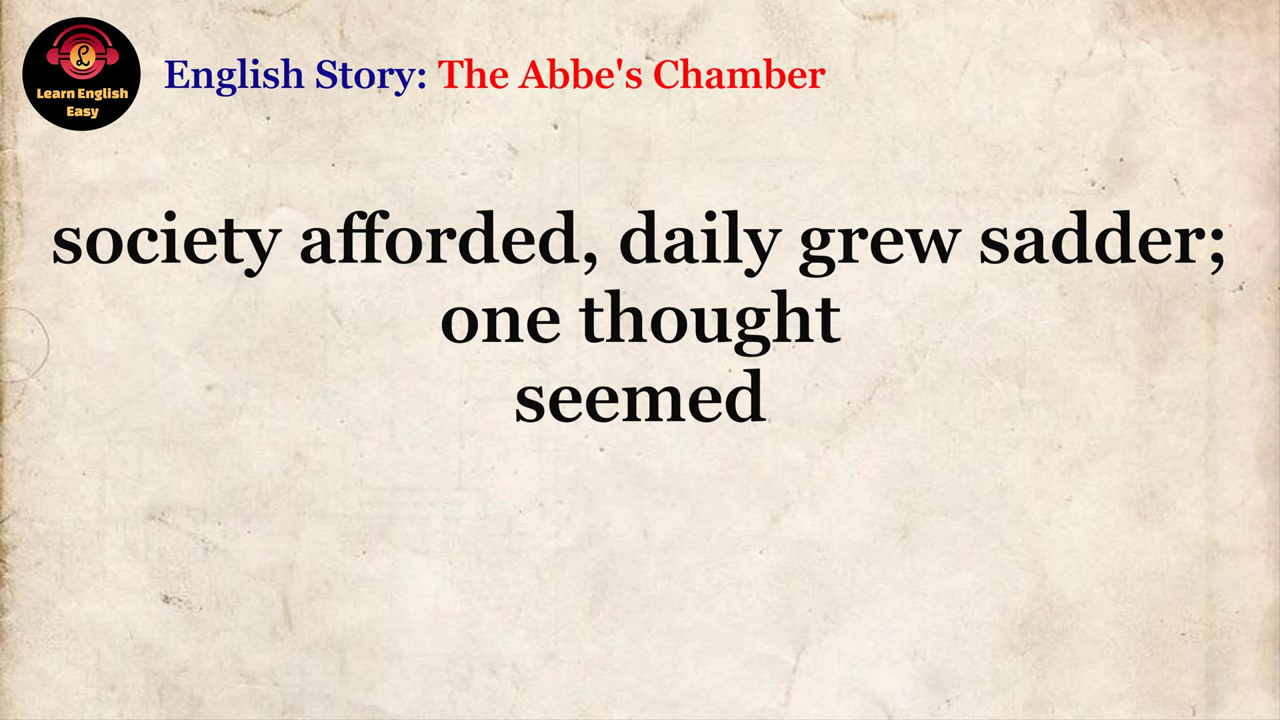 Learn English
Easy
English Story: The Abbe's Chamber
society afforded, daily grew sadder;
one thought
seemed